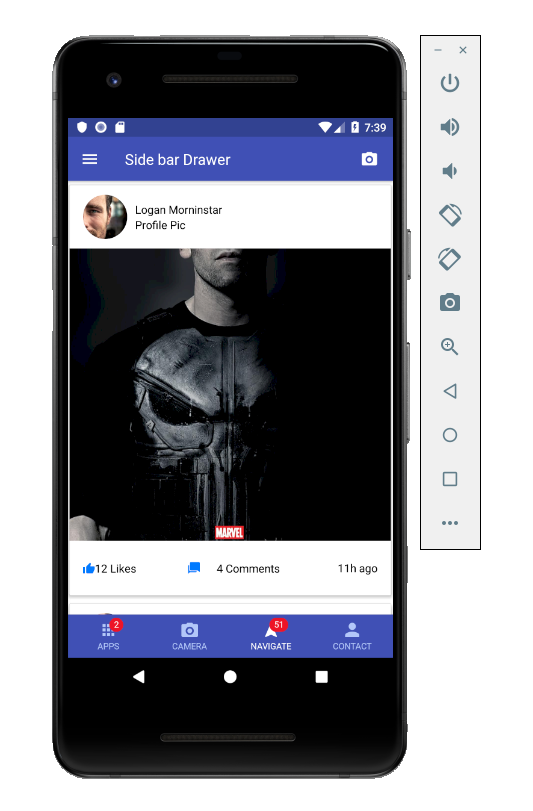 7:39
Side bar Drawer
Logan Morninstar
Profile Pic
MARVEL
12 Likes
4 Comments
11h ago
2
51
APPS
CAMERA
NAVIGATE
CONTACT